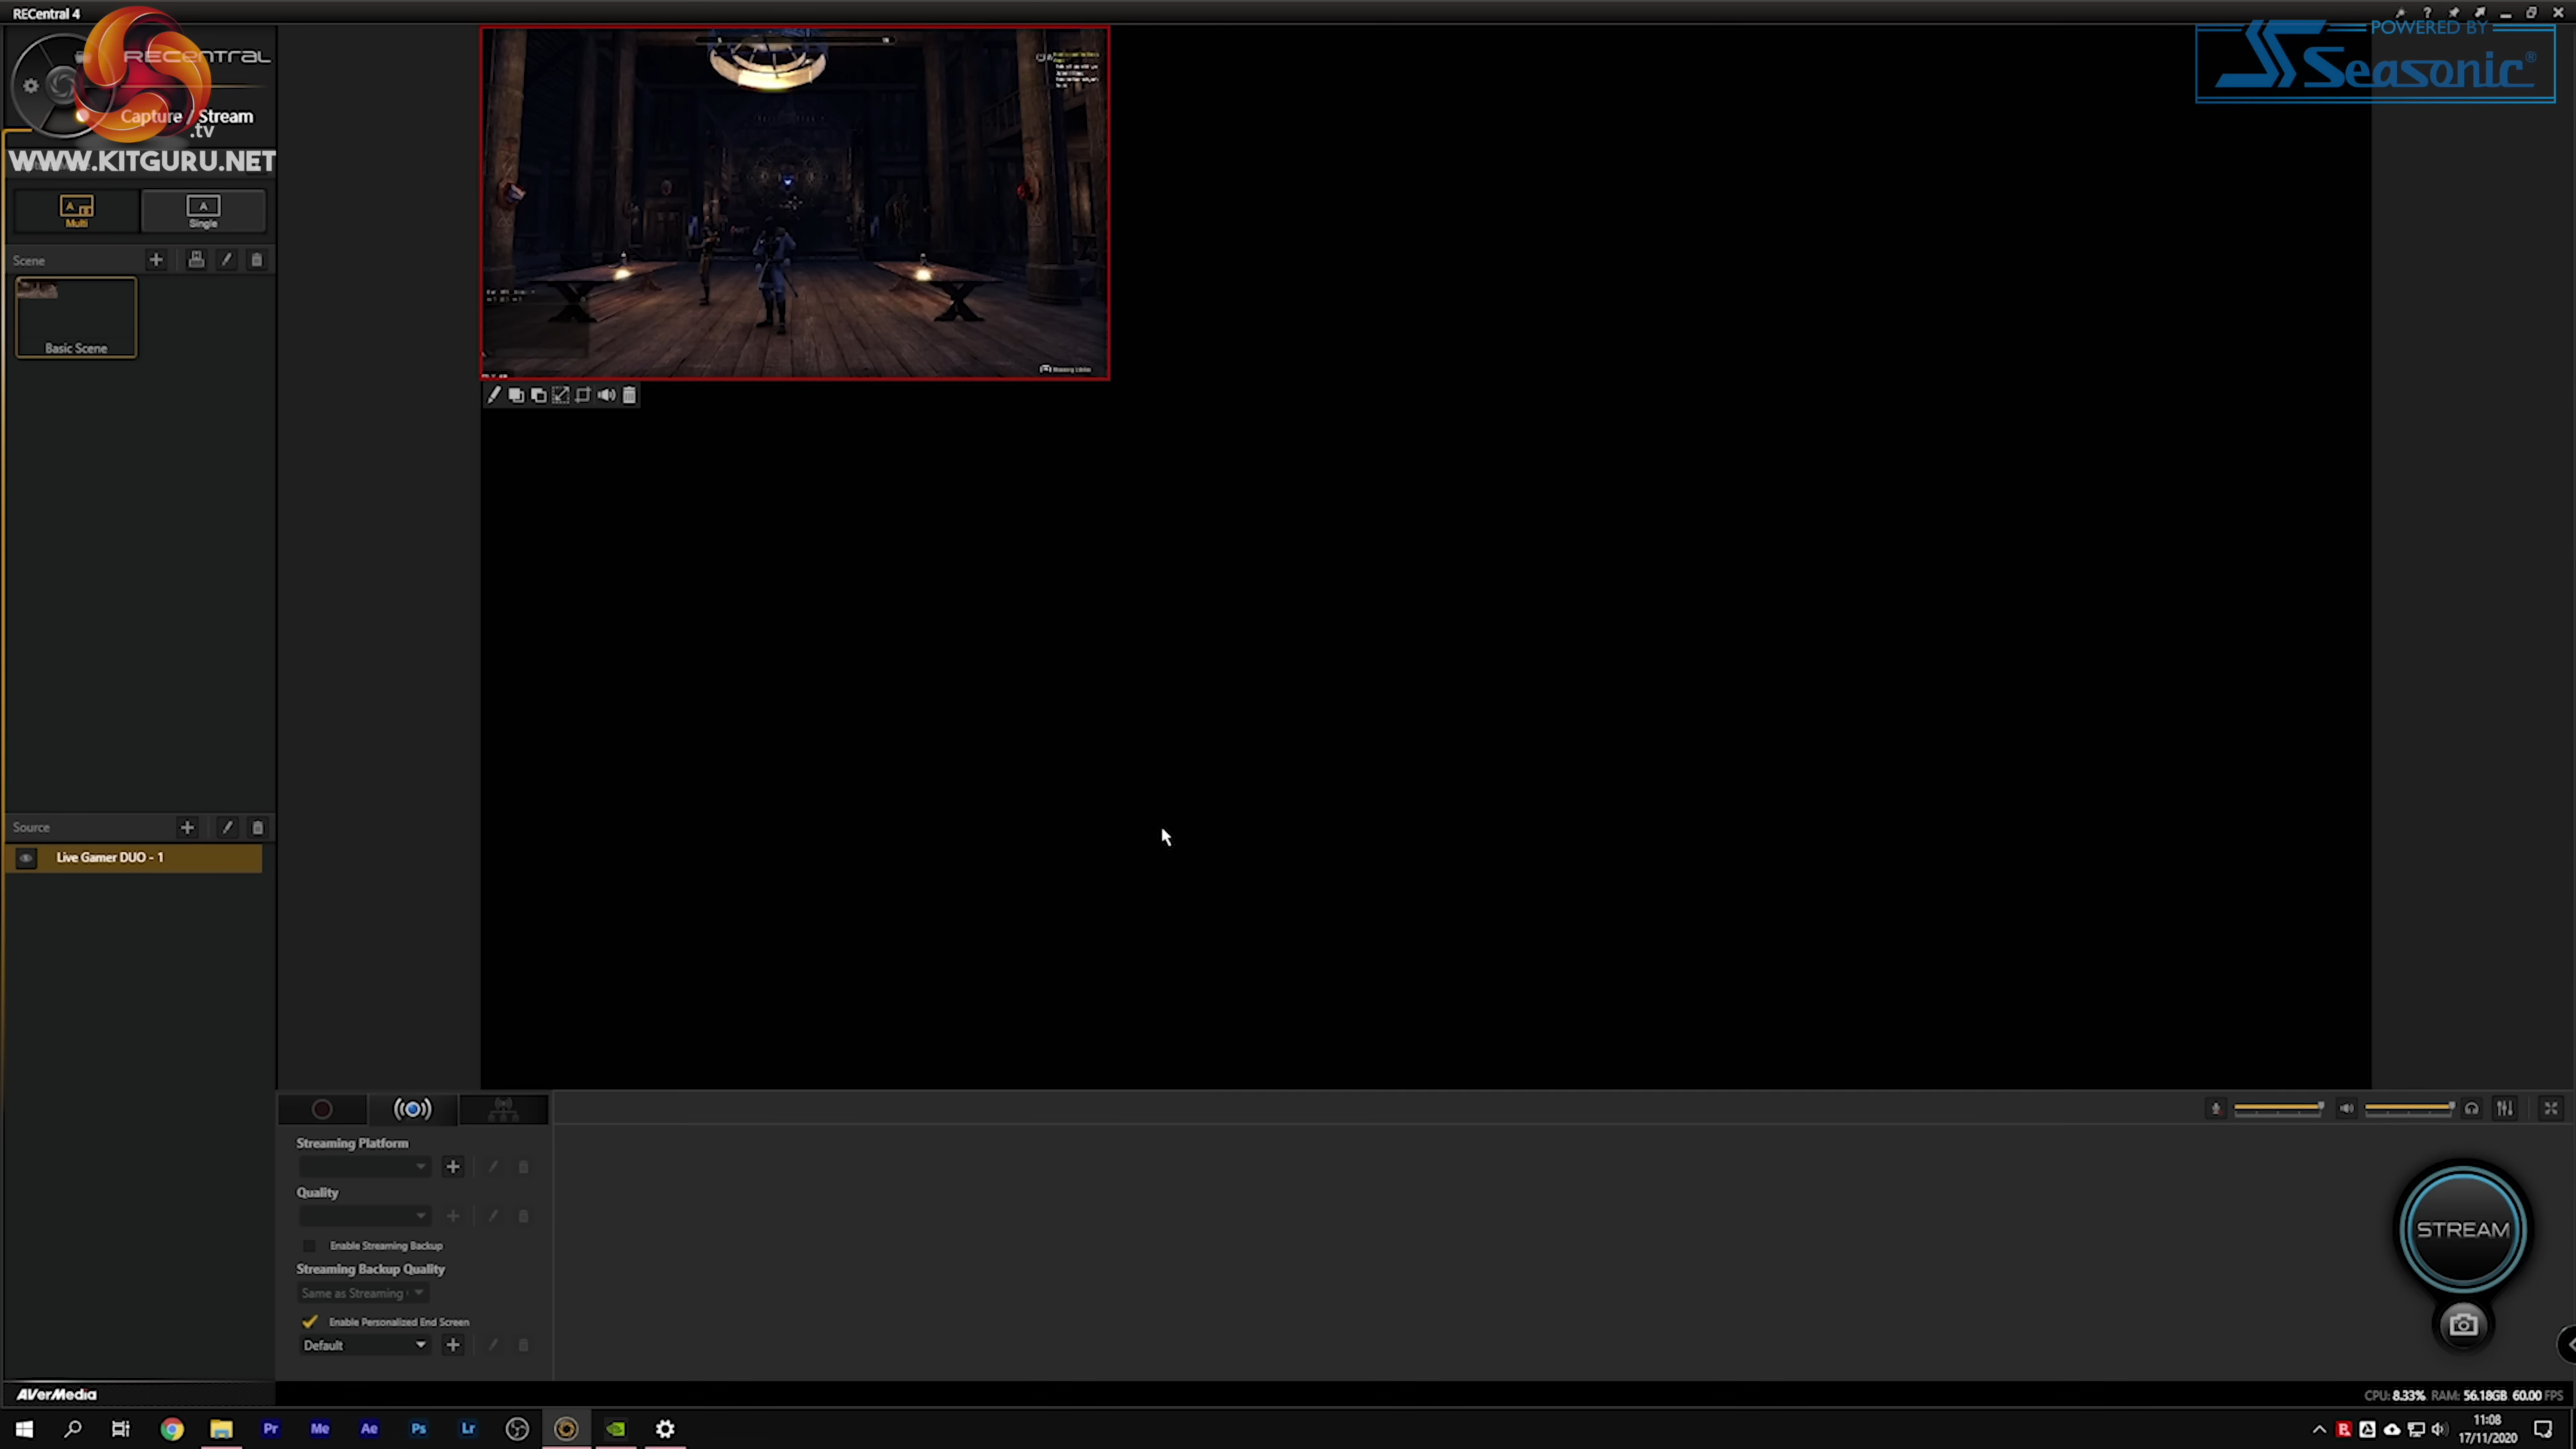 RECentral 4
POWERED BY
Seasonic®
RECENTRAL
Capture / Stream
.tv
WWW.KITGURU.NET
Multi
Single
Scene
Basic Scene
Source
Live Gamer DUO - 1
Streaming Platform
Quality
Enable Streaming Backup
Streaming Backup Quality
Same as Streaming
Enable Personalized End Screen
Default
STREAM
AVerMedia
CPU: 8.33% RAM: 56.18GB 60.00 FPS
Pr
Me
Ae
Ps
Lr
11:08
17/11/2020